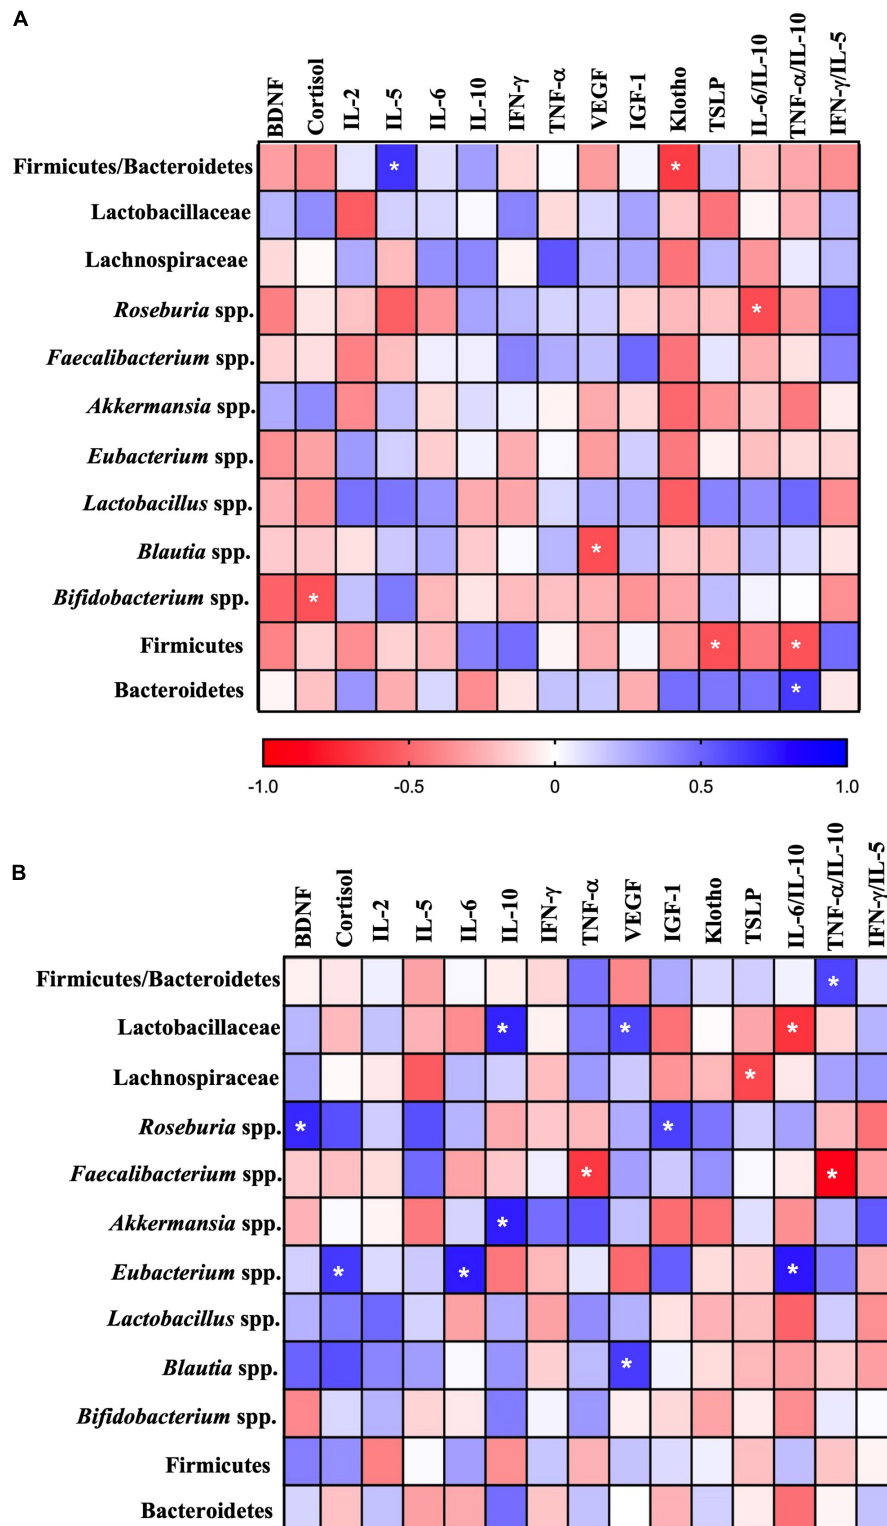 A
BDNF
Cortisol
IL-2
IL-5
IL-6
IL-10
IFN-γ
TNF-α
VEGF
IGF-1
Klotho
TSLP
IL-6/IL-10
TNF-α/IL-10
IFN-γ/IL-5
Firmicutes/Bacteroidetes * *
Lactobacillaceae
Lachnospiraceae
Roseburia spp. *
Faecalibacterium spp.
Akkermansia spp.
Eubacterium spp.
Lactobacillus spp.
Blautia spp. *
Bifidobacterium spp. *
Firmicutes * *
Bacteroidetes *
-1.0 -0.5 0 0.5 1.0
B
BDNF
Cortisol
IL-2
IL-5
IL-6
IL-10
IFN-γ
TNF-α
VEGF
IGF-1
Klotho
TSLP
IL-6/IL-10
TNF-α/IL-10
IFN-γ/IL-5
Firmicutes/Bacteroidetes *
Lactobacillaceae * * *
Lachnospiraceae *
Roseburia spp. * *
Faecalibacterium spp. * *
Akkermansia spp. *
Eubacterium spp. * * *
Lactobacillus spp.
Blautia spp. *
Bifidobacterium spp.
Firmicutes
Bacteroidetes